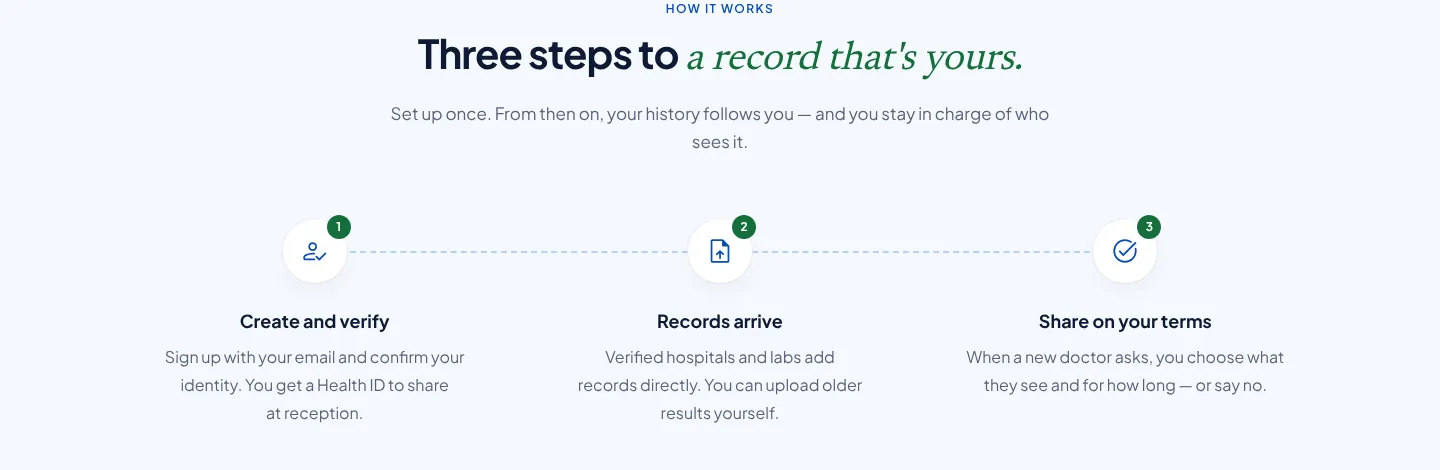 HOW IT WORKS
Three steps to a record that's yours.
Set up once. From then on, your history follows you — and you stay in charge of who
sees it.
1
2
3
Create and verify
Sign up with your email and confirm your
identity. You get a Health ID to share
at reception.
Records arrive
Verified hospitals and labs add
records directly. You can upload older
results yourself.
Share on your terms
When a new doctor asks, you choose what
they see and for how long — or say no.